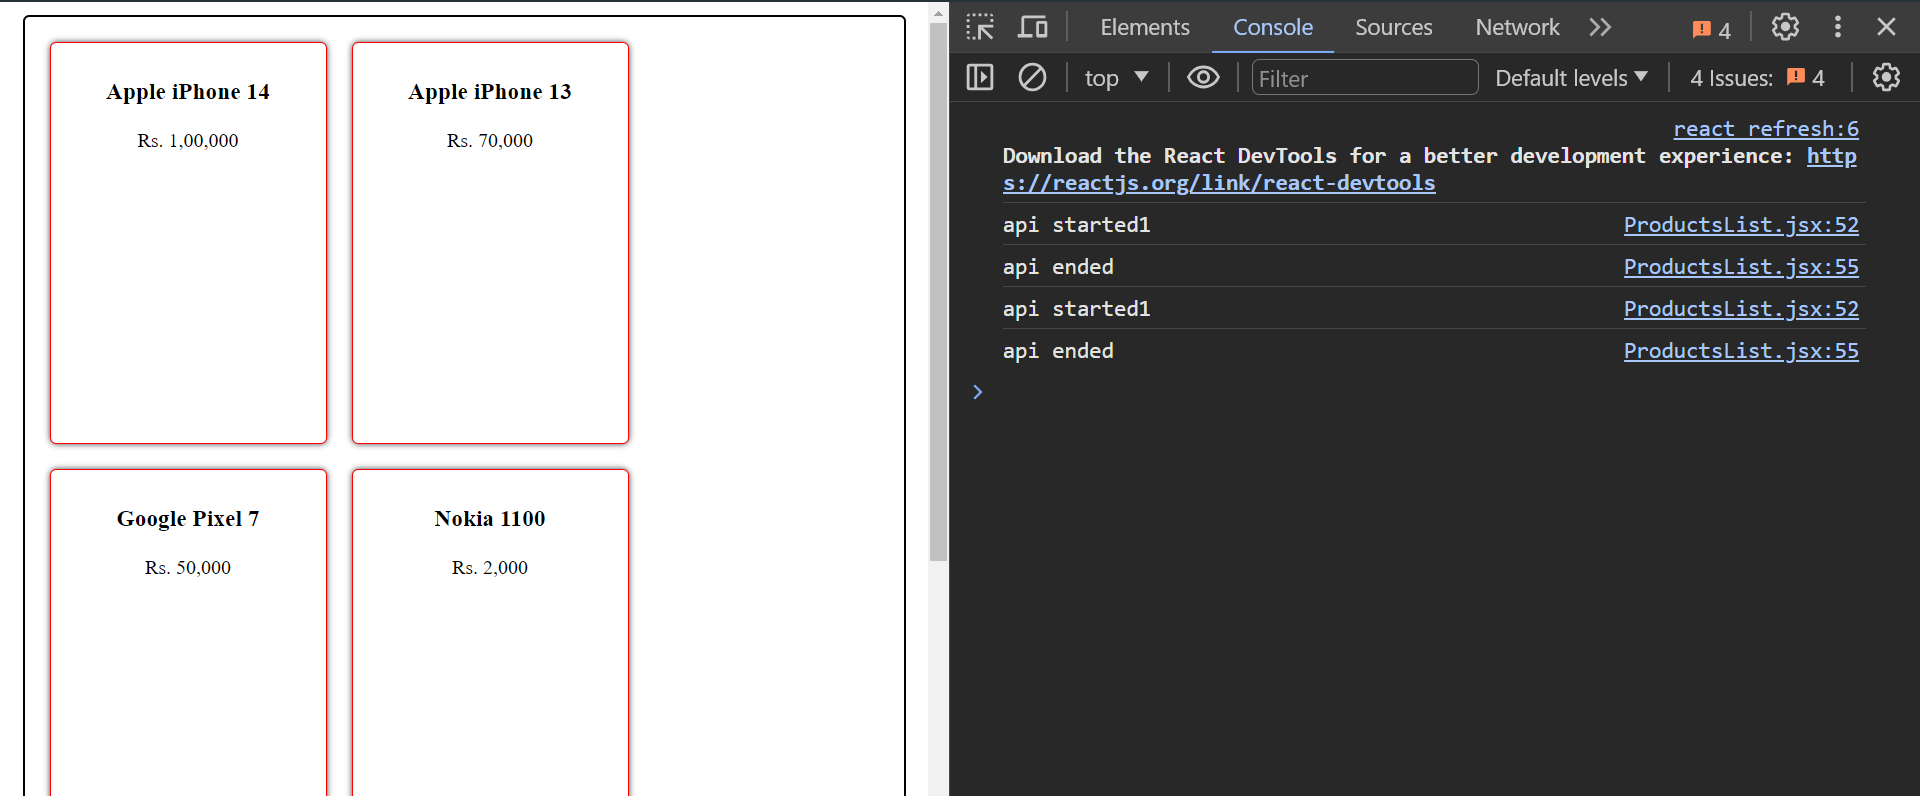 Apple iPhone 14
Rs. 1,00,000
Apple iPhone 13
Rs. 70,000
Google Pixel 7
Rs. 50,000
Nokia 1100
Rs. 2,000
Elements Console Sources Network 4
top Filter Default levels 4 Issues: 4
react refresh:6
Download the React DevTools for a better development experience: http
s://reactjs.org/link/react-devtools
api started1 ProductsList.jsx:52
api ended ProductsList.jsx:55
api started1 ProductsList.jsx:52
api ended ProductsList.jsx:55